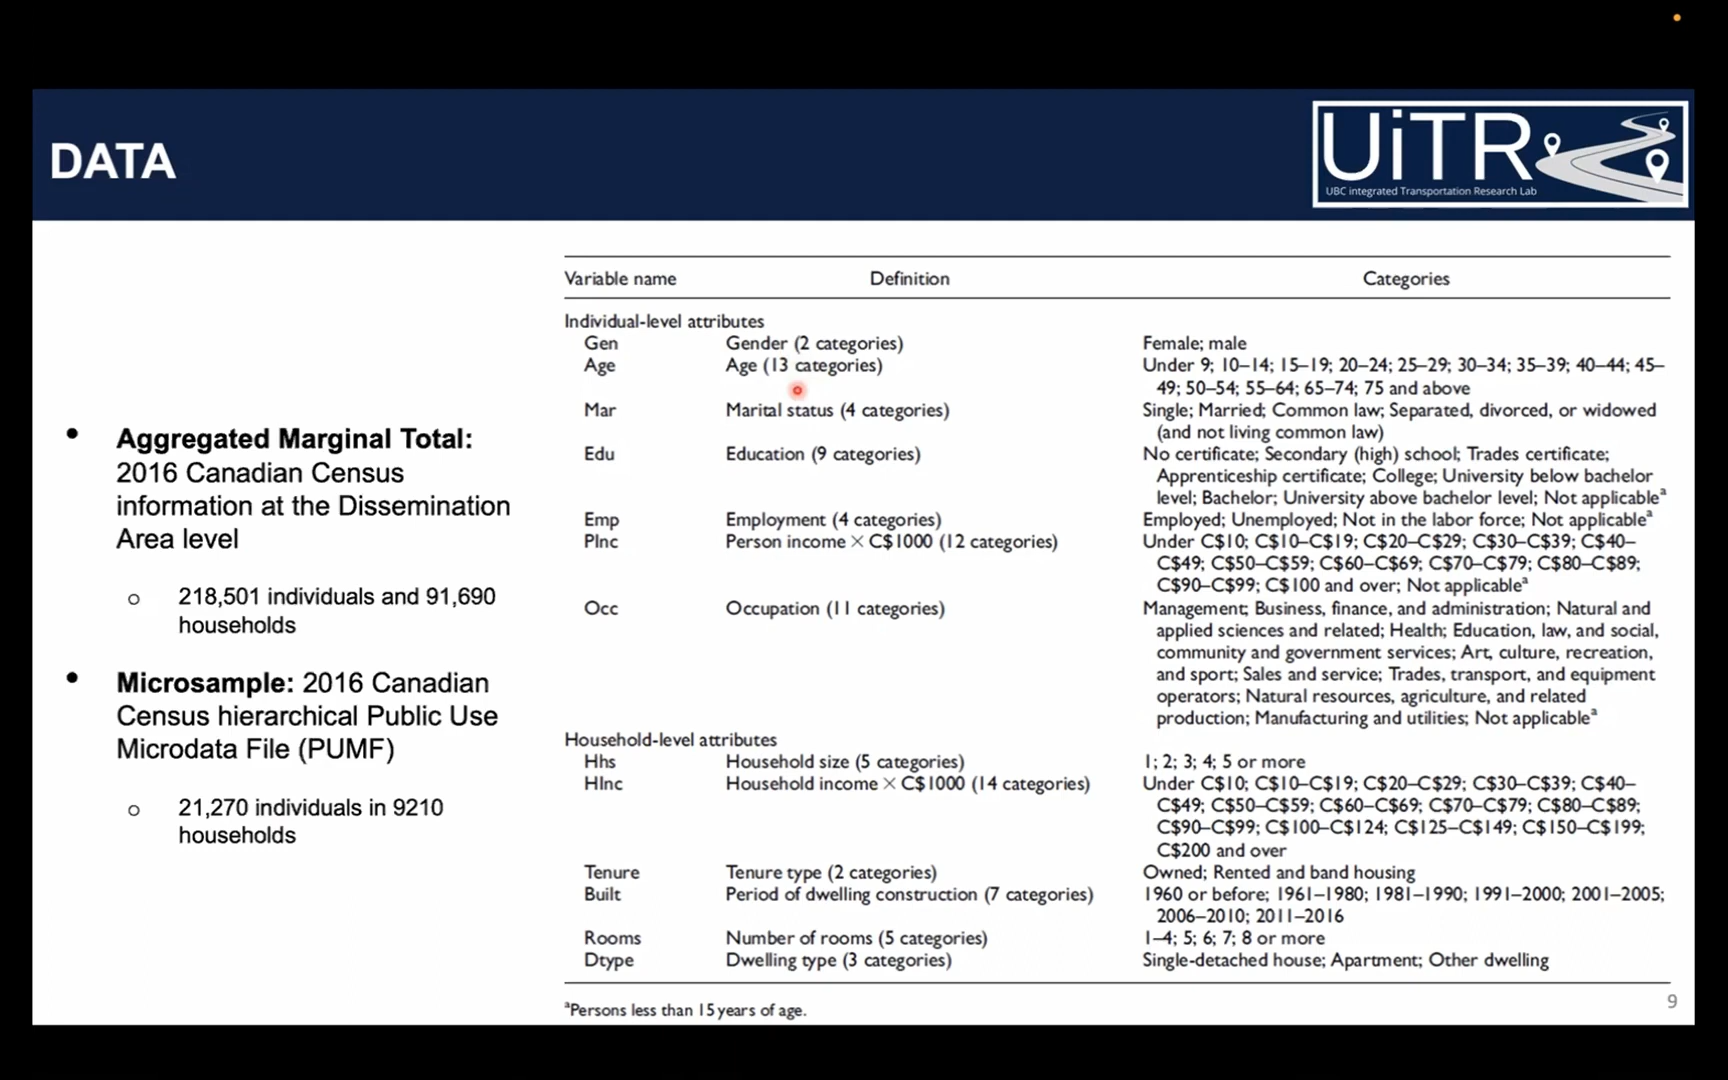 DATA
UiTR
UBC integrated Transportation Research Lab
• Aggregated Marginal Total:
2016 Canadian Census
information at the Dissemination
Area level
o 218,501 individuals and 91,690
households
• Microsample: 2016 Canadian
Census hierarchical Public Use
Microdata File (PUMF)
o 21,270 individuals in 9210
households
Variable name Definition Categories
Individual-level attributes
Gen Gender (2 categories) Female; male
Age Age (13 categories) Under 9; 10–14; 15–19; 20–24; 25–29; 30–34; 35–39; 40–44; 45–
49; 50–54; 55–64; 65–74; 75 and above
Mar Marital status (4 categories) Single; Married; Common law; Separated, divorced, or widowed
(and not living common law)
Edu Education (9 categories) No certificate; Secondary (high) school; Trades certificate;
Apprenticeship certificate; College; University below bachelor
level; Bachelor; University above bachelor level; Not applicableª
Emp Employment (4 categories) Employed; Unemployed; Not in the labor force; Not applicableª
PInc Person income × C$1000 (12 categories) Under C$10; C$10–C$19; C$20–C$29; C$30–C$39; C$40–
C$49; C$50–C$59; C$60–C$69; C$70–C$79; C$80–C$89;
C$90–C$99; C$100 and over; Not applicableª
Occ Occupation (11 categories) Management; Business, finance, and administration; Natural and
applied sciences and related; Health; Education, law, and social,
community and government services; Art, culture, recreation,
and sport; Sales and service; Trades, transport, and equipment
operators; Natural resources, agriculture, and related
production; Manufacturing and utilities; Not applicableª
Household-level attributes
Hhs Household size (5 categories) 1; 2; 3; 4; 5 or more
HInc Household income × C$1000 (14 categories) Under C$10; C$10–C$19; C$20–C$29; C$30–C$39; C$40–
C$49; C$50–C$59; C$60–C$69; C$70–C$79; C$80–C$89;
C$90–C$99; C$100–C$124; C$125–C$149; C$150–C$199;
C$200 and over
Tenure Tenure type (2 categories) Owned; Rented and band housing
Built Period of dwelling construction (7 categories) 1960 or before; 1961–1980; 1981–1990; 1991–2000; 2001–2005;
2006–2010; 2011–2016
Rooms Number of rooms (5 categories) 1–4; 5; 6; 7; 8 or more
Dtype Dwelling type (3 categories) Single-detached house; Apartment; Other dwelling
ªPersons less than 15 years of age.
9